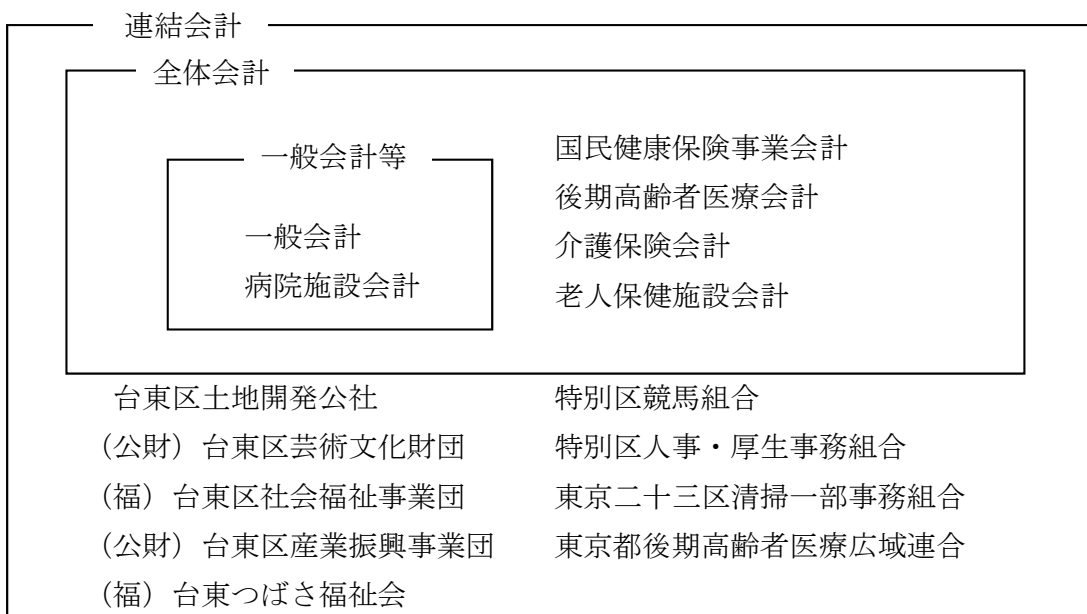 連結会計
全体会計
一般会計等
一般会計
病院施設会計
国民健康保険事業会計
後期高齢者医療会計
介護保険会計
老人保健施設会計
台東区土地開発公社
（公財）台東区芸術文化財団
（福）台東区社会福祉事業団
（公財）台東区産業振興事業団
（福）台東つばさ福祉会
特別区競馬組合
特別区人事・厚生事務組合
東京二十三区清掃一部事務組合
東京都後期高齢者医療広域連合